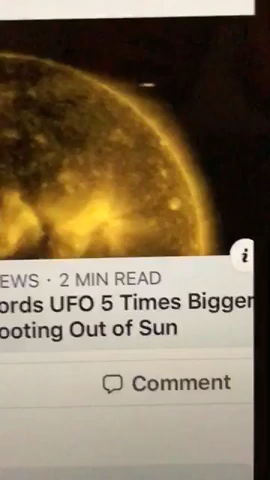 i
EWS · 2 MIN READ
ords UFO 5 Times Bigger
ooting Out of Sun
Comment